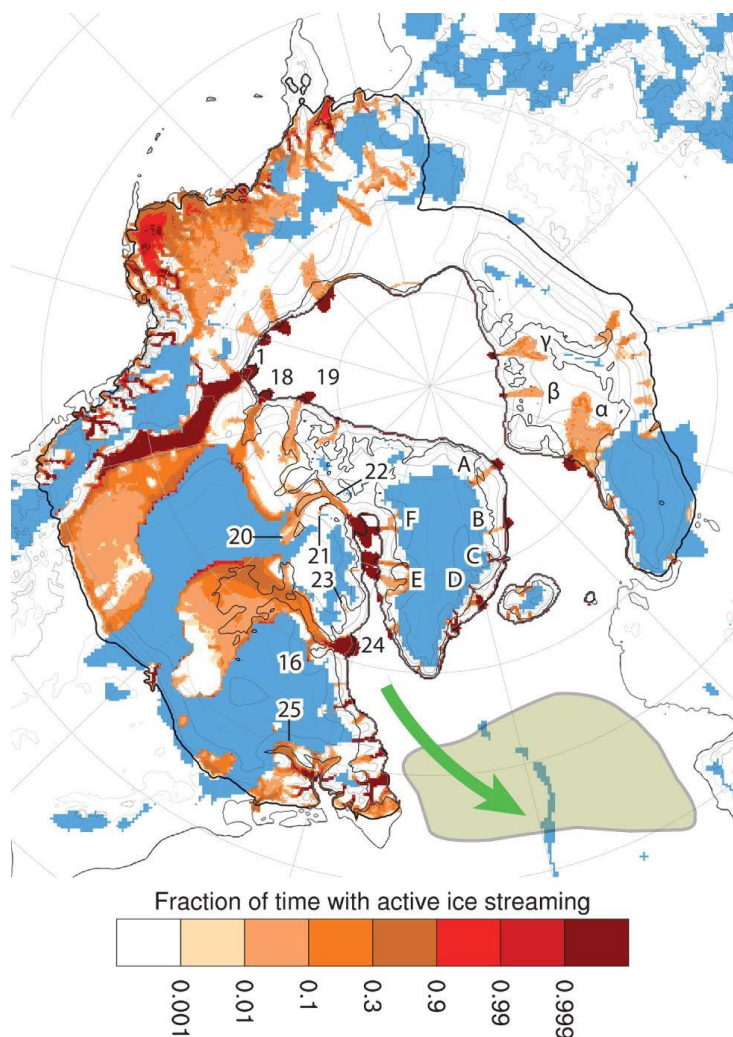 γ
1
18
19
β
α
22
A
F
B
20
21
C
23
E
D
16
24
25
Fraction of time with active ice streaming
0.001
0.01
0.1
0.3
0.9
0.99
0.9999